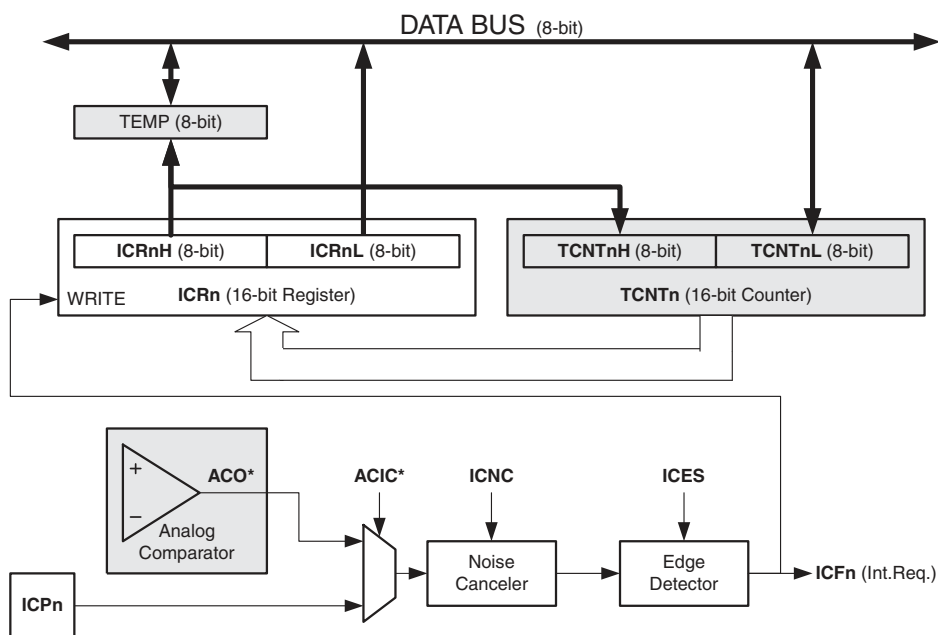 DATA BUS (8-bit)
TEMP (8-bit)
ICRnH (8-bit) ICRnL (8-bit)
TCNTnH (8-bit) TCNTnL (8-bit)
WRITE
ICRn (16-bit Register)
TCNTn (16-bit Counter)
+
ACO*
−
Analog
Comparator
ACIC*
ICNC
ICES
Noise
Canceler
Edge
Detector
ICFn (Int.Req.)
ICPn